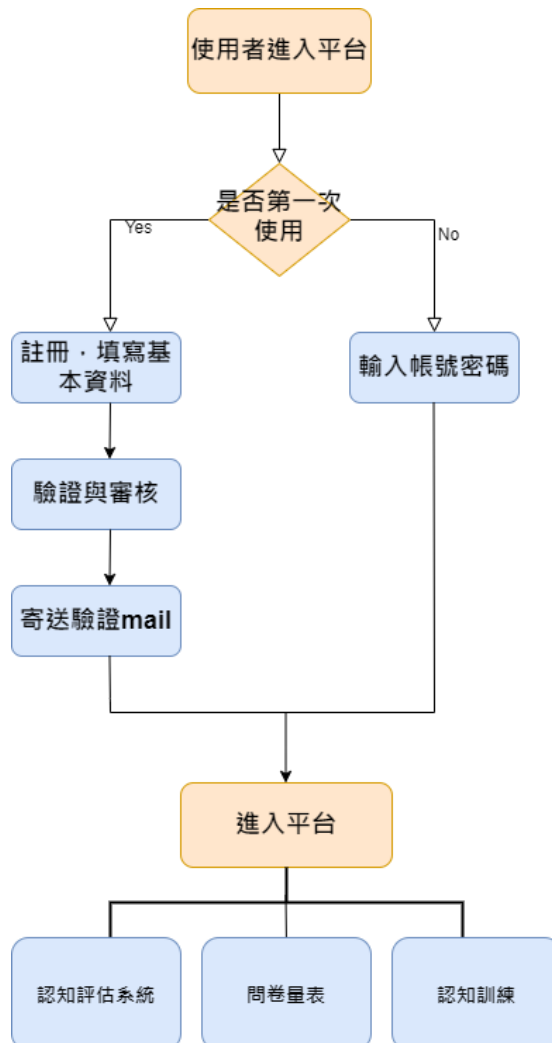 使用者進入平台
是否第一次
使用
Yes
No
註冊，填寫基
本資料
輸入帳號密碼
驗證與審核
寄送驗證mail
進入平台
認知評估系統
問卷量表
認知訓練